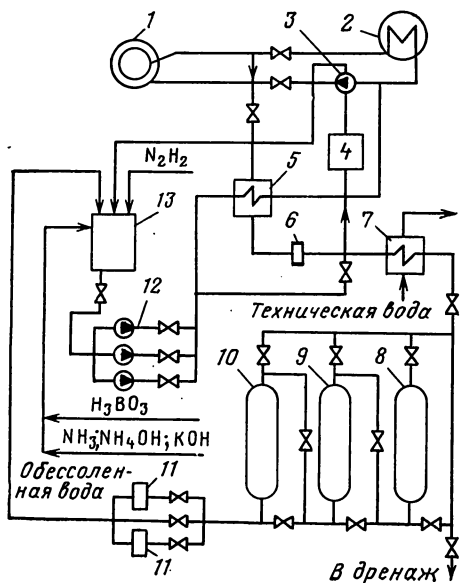 1
2
3
N₂H₂
4
5
13
6
7
12
Техническая вода
10
9
8
H₃BO₃
NH₃; NH₄OH; KOH
Обессолен-
ная вода
11
11
В дренаж